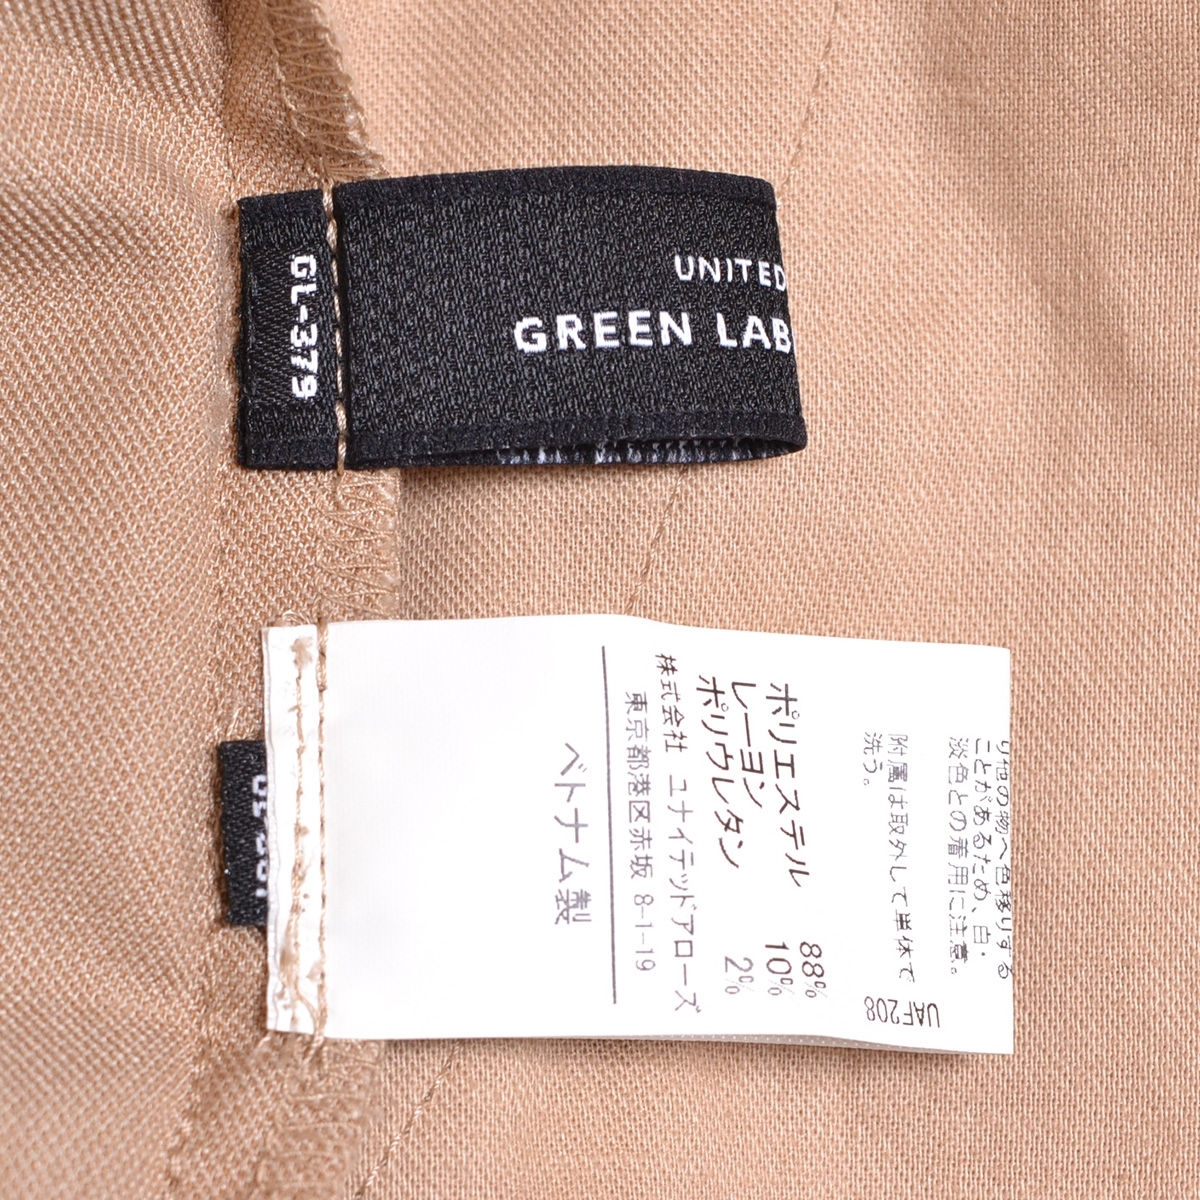 UNITED
GREEN LAB
GL-379
り他の物へ色移りする
ことがあるため、白・
淡色との着用に注意。
附属は取外して単体で
洗う。
UAF208
ポリエステル 88%
レーヨン 10%
ポリウレタン 2%
株式会社 ユナイテッドアローズ
東京都港区赤坂 8-1-19
ベトナム製